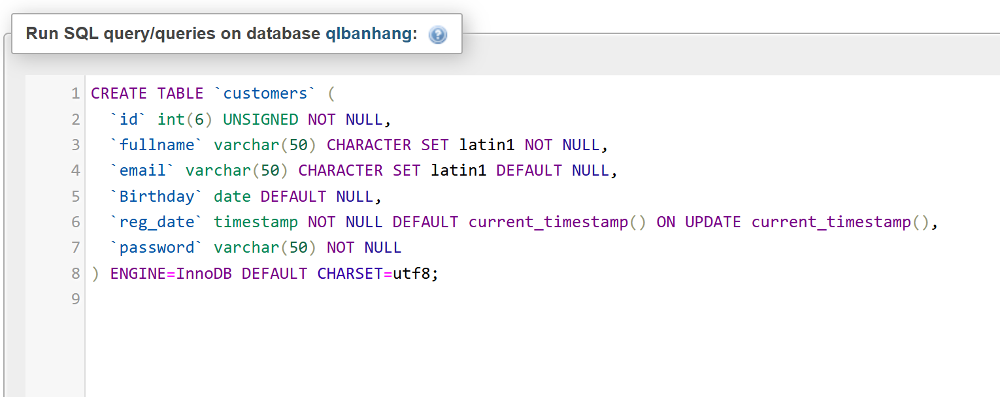 Run SQL query/queries on database qlbanhang:
1 CREATE TABLE `customers` (
2   `id` int(6) UNSIGNED NOT NULL,
3   `fullname` varchar(50) CHARACTER SET latin1 NOT NULL,
4   `email` varchar(50) CHARACTER SET latin1 DEFAULT NULL,
5   `Birthday` date DEFAULT NULL,
6   `reg_date` timestamp NOT NULL DEFAULT current_timestamp() ON UPDATE current_timestamp(),
7   `password` varchar(50) NOT NULL
8 ) ENGINE=InnoDB DEFAULT CHARSET=utf8;
9